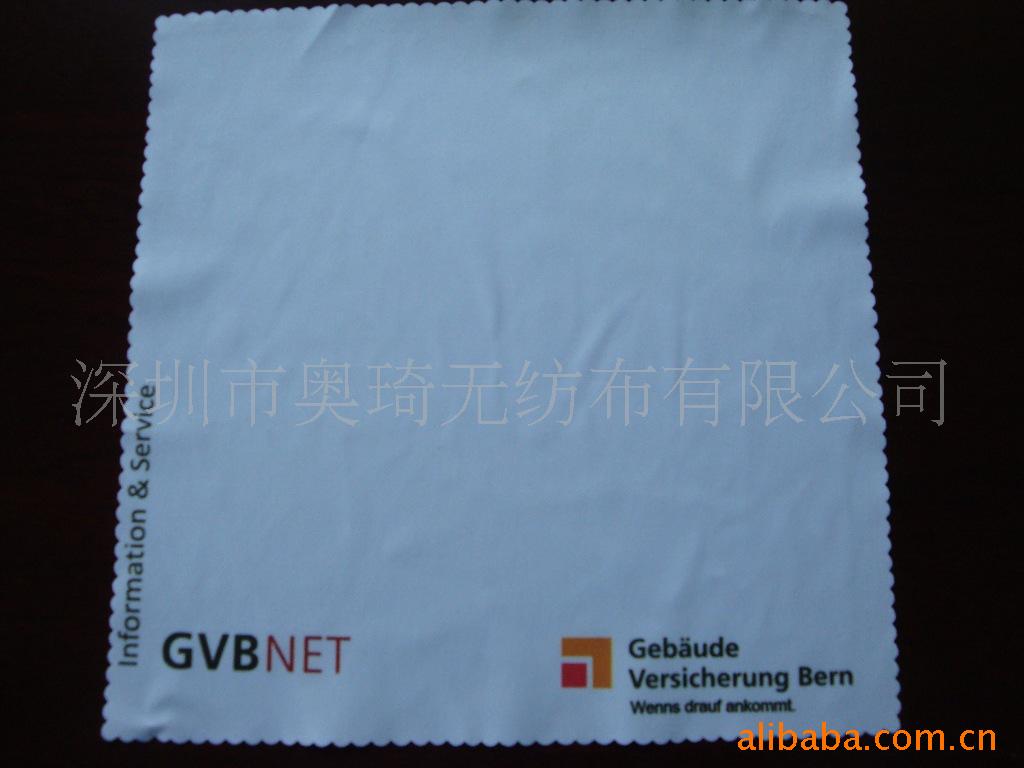 深圳市奥琦无纺布有限公司
Information & Service
GVBNET
Gebäude
Versicherung Bern
Wenns drauf ankommt.
alibaba.com.cn